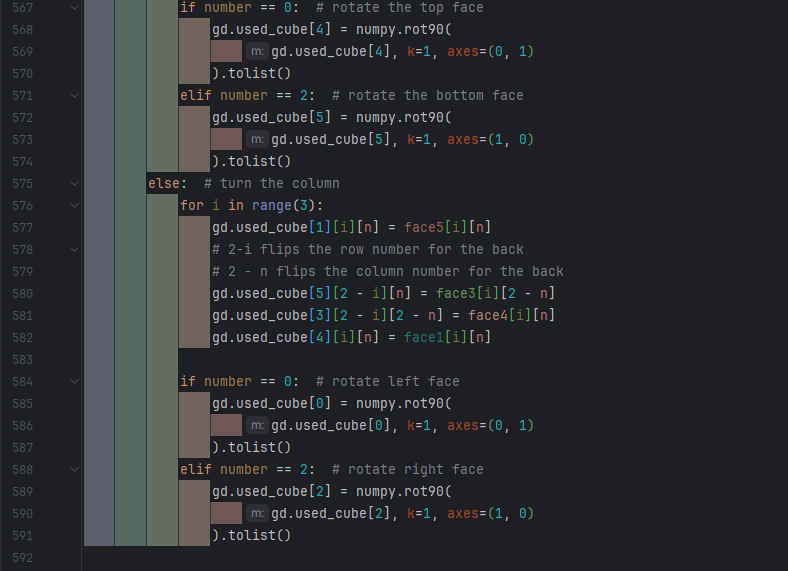 567 if number == 0:  # rotate the top face
568 gd.used_cube[4] = numpy.rot90(
569 m: gd.used_cube[4], k=1, axes=(0, 1)
570 ).tolist()
571 elif number == 2:  # rotate the bottom face
572 gd.used_cube[5] = numpy.rot90(
573 m: gd.used_cube[5], k=1, axes=(1, 0)
574 ).tolist()
575 else:  # turn the column
576 for i in range(3):
577 gd.used_cube[1][i][n] = face5[i][n]
578 # 2-i flips the row number for the back
579 # 2 - n flips the column number for the back
580 gd.used_cube[5][2 - i][n] = face3[i][2 - n]
581 gd.used_cube[3][2 - i][2 - n] = face4[i][n]
582 gd.used_cube[4][i][n] = face1[i][n]
583
584 if number == 0:  # rotate left face
585 gd.used_cube[0] = numpy.rot90(
586 m: gd.used_cube[0], k=1, axes=(0, 1)
587 ).tolist()
588 elif number == 2:  # rotate right face
589 gd.used_cube[2] = numpy.rot90(
590 m: gd.used_cube[2], k=1, axes=(1, 0)
591 ).tolist()
592